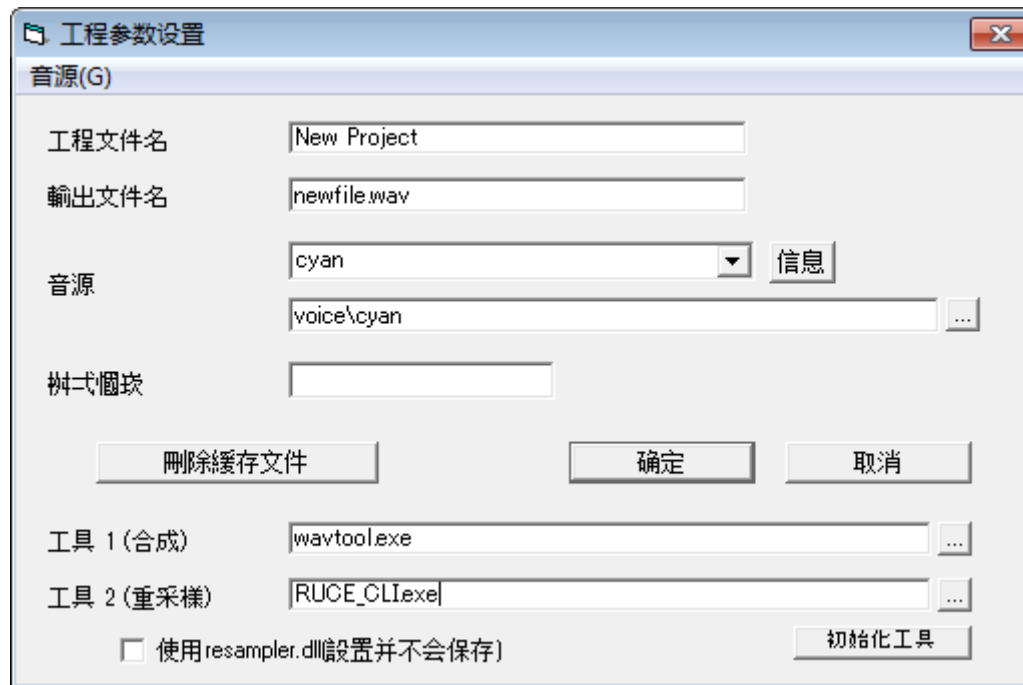 工程参数设置
音源(G)
工程文件名 New Project
輸出文件名 newfile.wav
音源 cyan 信息
voice\cyan ...
刪除緩存文件 确定 取消
工具 1 (合成) wavtool.exe ...
工具 2 (重采樣) RUCE_CLI.exe ...
使用resampler.dll(設置并不会保存)
初始化工具